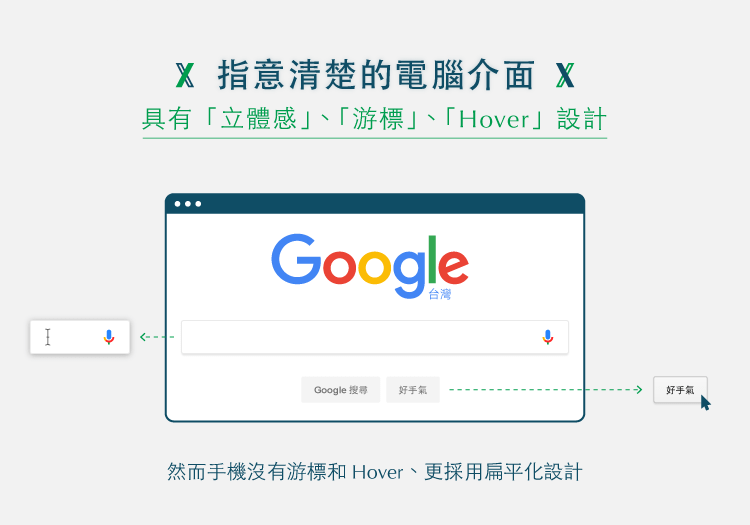 指意清楚的電腦介面
具有「立體感」、「游標」、「Hover」設計
Google
台灣
Google 搜尋
好手氣
好手氣
然而手機沒有游標和 Hover、更採用扁平化設計